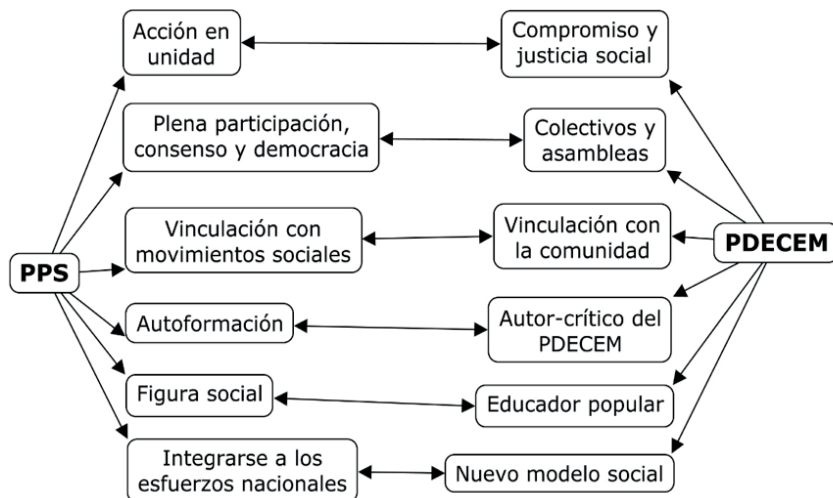 Acción en
unidad
Compromiso y
justicia social
Plena participación,
consenso y democracia
Colectivos y
asambleas
Vinculación con
movimientos sociales
Vinculación con
la comunidad
PDECEM
PPS
Autoformación
Autor-crítico del
PDECEM
Figura social
Educador popular
Integrarse a los
esfuerzos nacionales
Nuevo modelo social